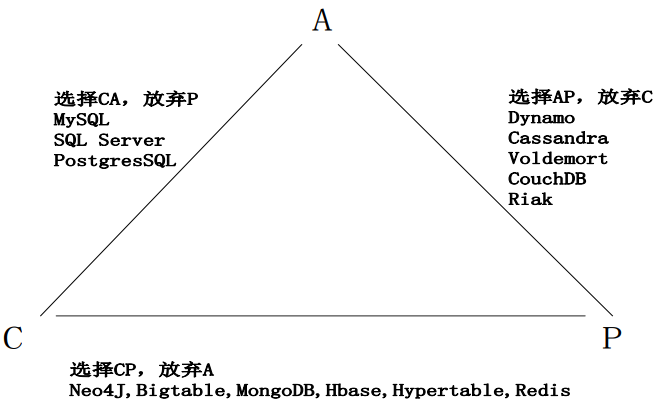 A
选择CA，放弃P
MySQL
SQL Server
PostgresSQL
选择AP，放弃C
Dynamo
Cassandra
Voldemort
CouchDB
Riak
C
P
选择CP，放弃A
Neo4J,Bigtable,MongoDB,Hbase,Hypertable,Redis